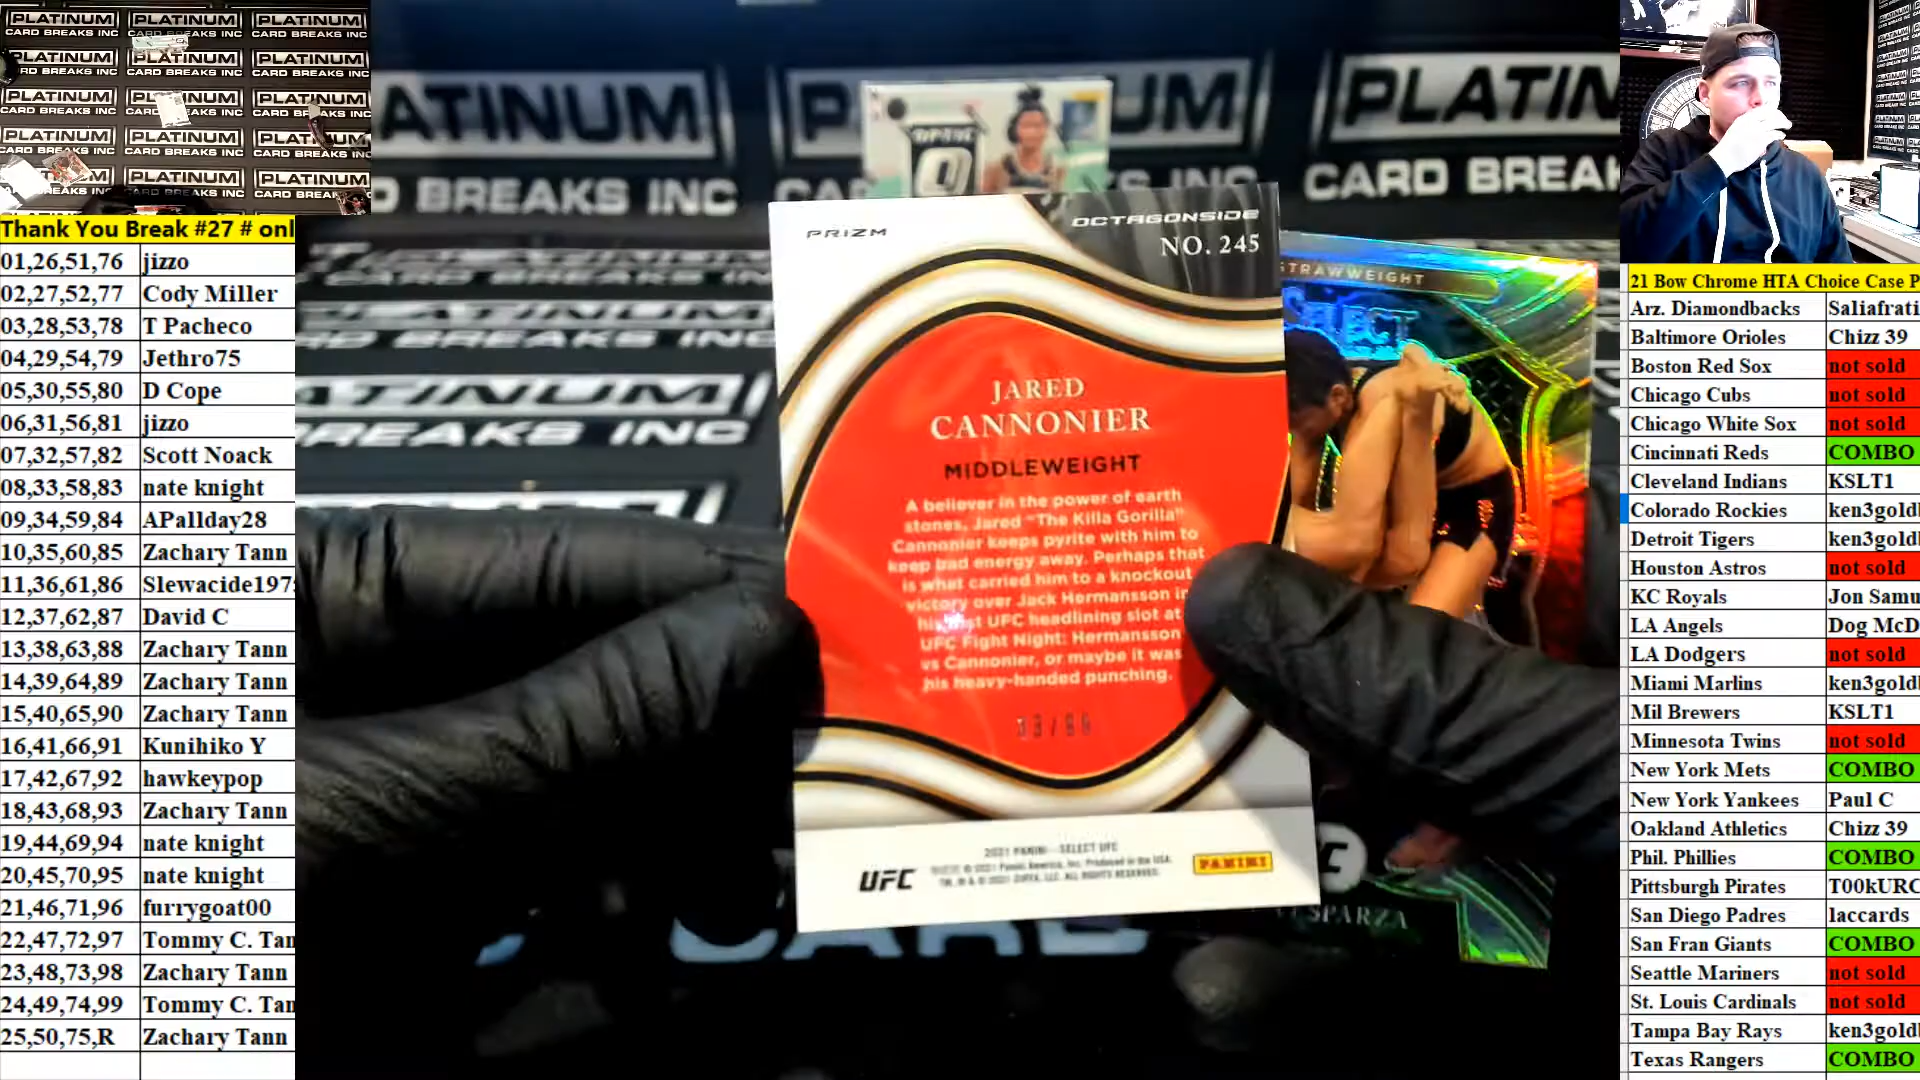 PLATINUM
CARD BREAKS INC
Thank You Break #27 # onl
01,26,51,76 jizzo
02,27,52,77 Cody Miller
03,28,53,78 T Pacheco
04,29,54,79 Jethro75
05,30,55,80 D Cope
06,31,56,81 jizzo
07,32,57,82 Scott Noack
08,33,58,83 nate knight
09,34,59,84 APallday28
10,35,60,85 Zachary Tann
11,36,61,86 Slewacide197
12,37,62,87 David C
13,38,63,88 Zachary Tann
14,39,64,89 Zachary Tann
15,40,65,90 Zachary Tann
16,41,66,91 Kunihiko Y
17,42,67,92 hawkeypop
18,43,68,93 Zachary Tann
19,44,69,94 nate knight
20,45,70,95 nate knight
21,46,71,96 furrygoat00
22,47,72,97 Tommy C. Tan
23,48,73,98 Zachary Tann
24,49,74,99 Tommy C. Tan
25,50,75,R Zachary Tann
PRIZM
OCTAGONSIDE
NO. 245
JARED
CANNONIER
MIDDLEWEIGHT
A believer in the power of earth
stones, Jared "The Killa Gorilla"
Cannonier keeps pyrite with him to
keep bad energy away. Perhaps that
is what carried him to a knockout
victory over Jack Hermansson in
his first UFC headlining slot at
UFC Fight Night: Hermansson
vs Cannonier, or maybe it was
his heavy-handed punching.
2021 PANINI - SELECT UFC
UFC
PANINI
STRAWWEIGHT
SELECT
ESPARZA
21 Bow Chrome HTA Choice Case P
Arz. Diamondbacks Saliafrati
Baltimore Orioles Chizz 39
Boston Red Sox not sold
Chicago Cubs not sold
Chicago White Sox not sold
Cincinnati Reds COMBO
Cleveland Indians KSLT1
Colorado Rockies ken3gold
Detroit Tigers ken3gold
Houston Astros not sold
KC Royals Jon Samu
LA Angels Dog McD
LA Dodgers not sold
Miami Marlins ken3gold
Mil Brewers KSLT1
Minnesota Twins not sold
New York Mets COMBO
New York Yankees Paul C
Oakland Athletics Chizz 39
Phil. Phillies COMBO
Pittsburgh Pirates T00kURC
San Diego Padres laccards
San Fran Giants COMBO
Seattle Mariners not sold
St. Louis Cardinals not sold
Tampa Bay Rays ken3gold
Texas Rangers COMBO